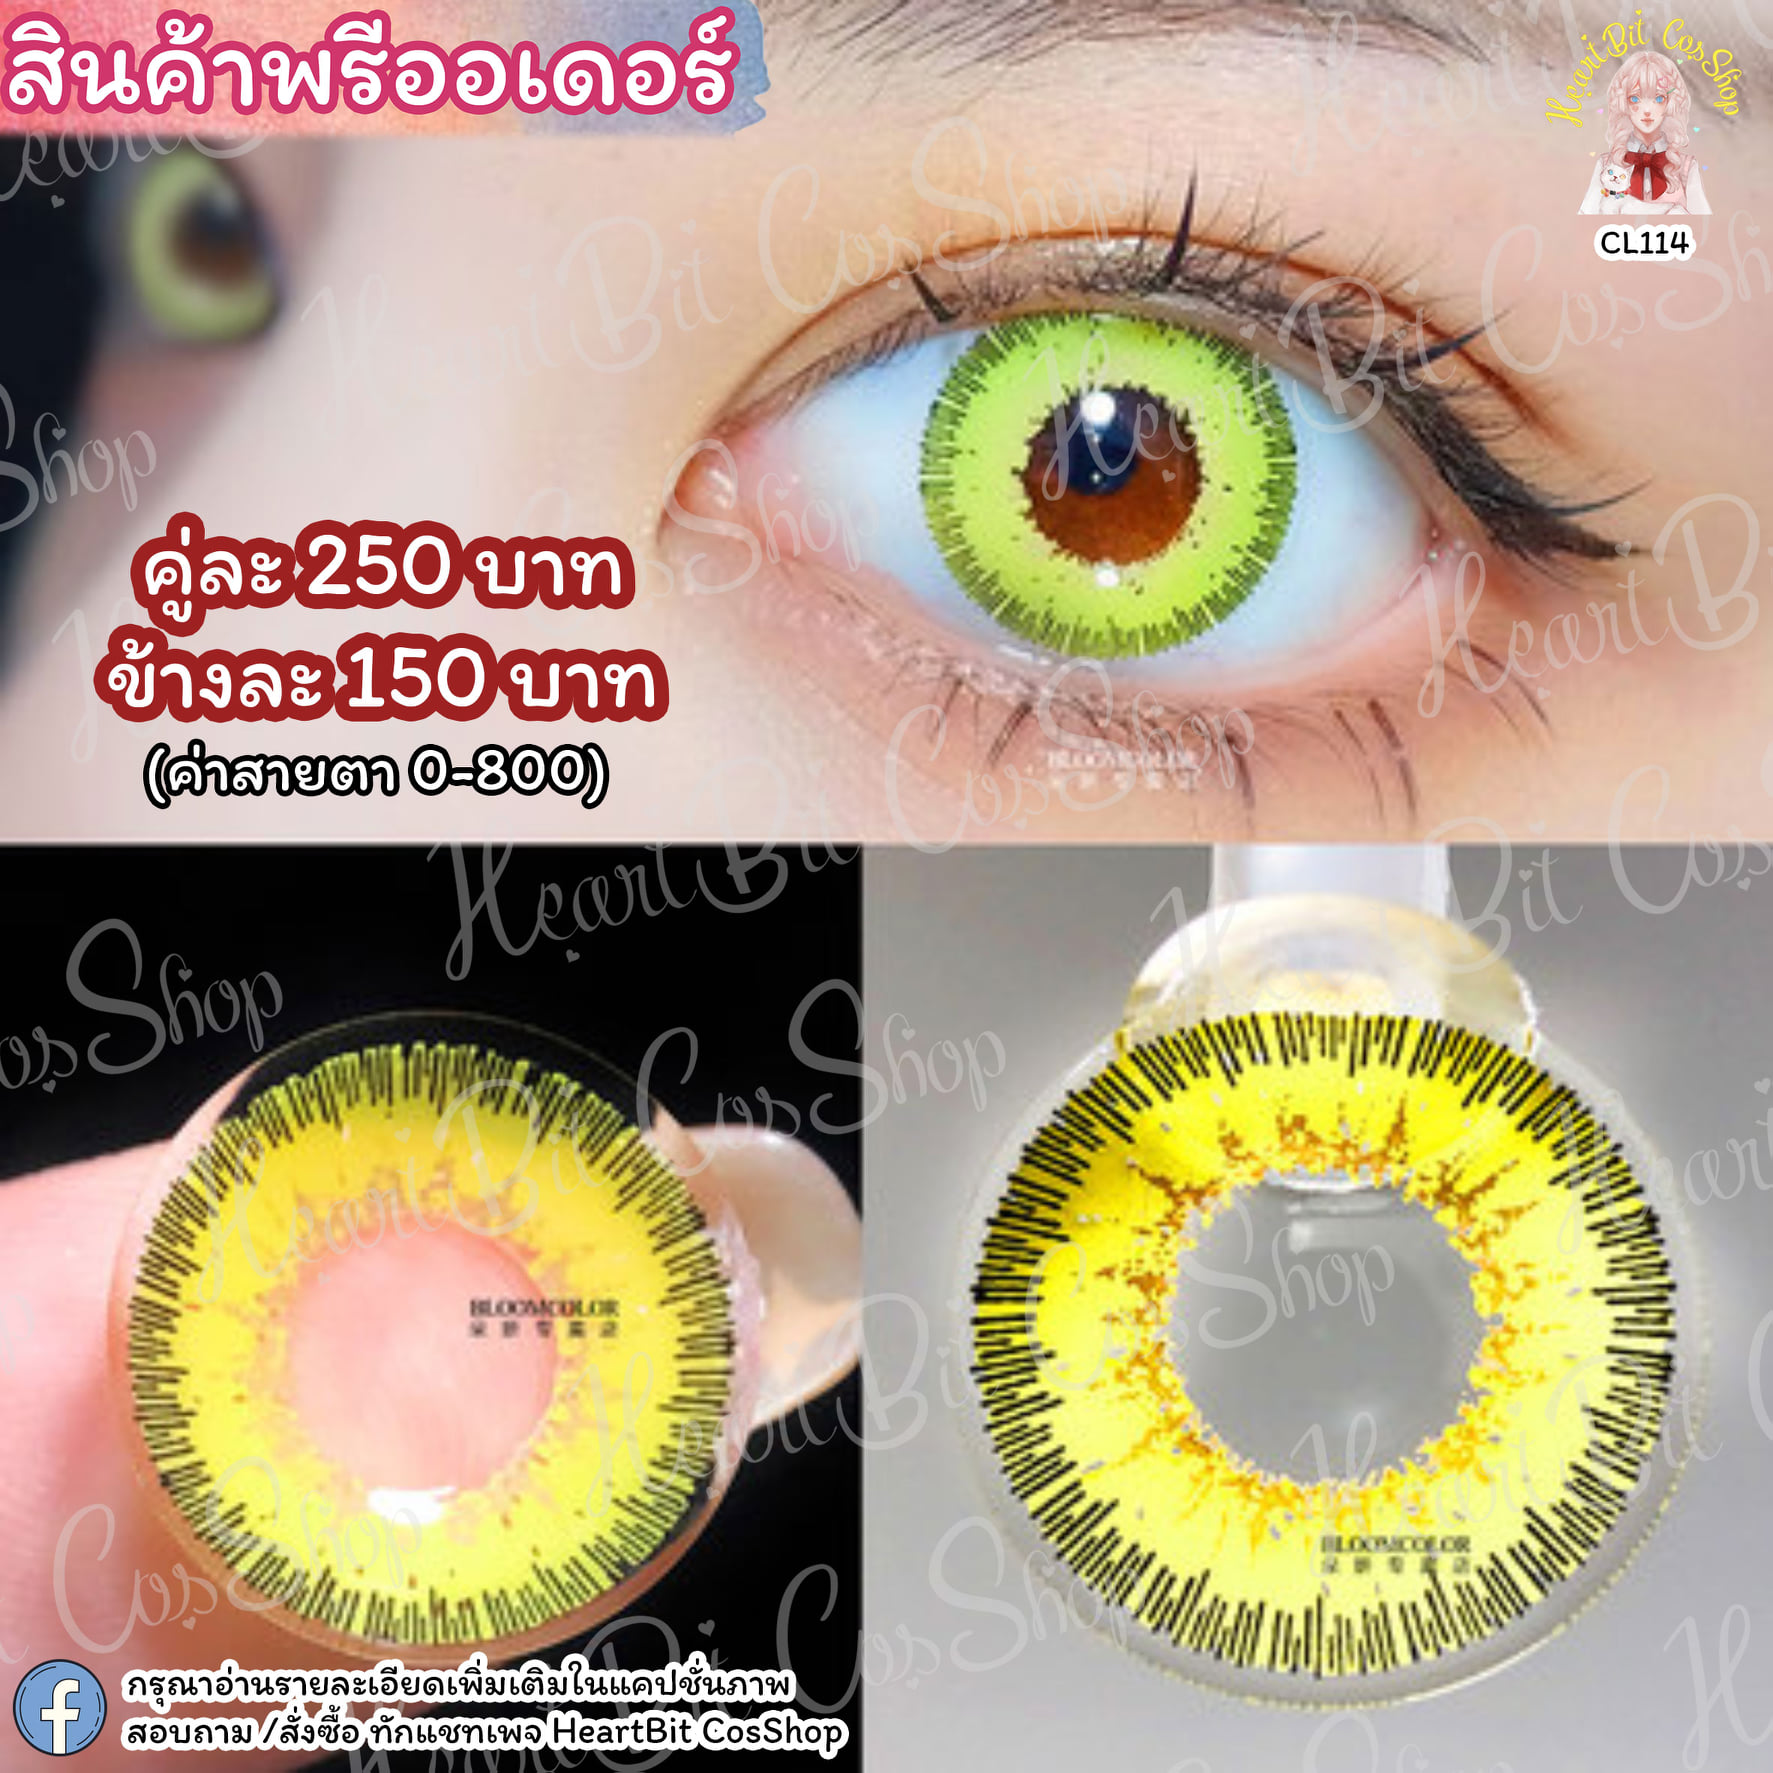 สินค้าพรีออเดอร์
HeartBit CosShop
CL114
คู่ละ 250 บาท
ข้างละ 150 บาท
(ค่าสายตา 0-800)
BLOOMCOLOR
BLOOMCOLOR
BLOOMCOLOR
กรุณาอ่านรายละเอียดเพิ่มเติมในแคปชั่นภาพ
สอบถาม /สั่งซื้อ ทักแชทเพจ HeartBit CosShop